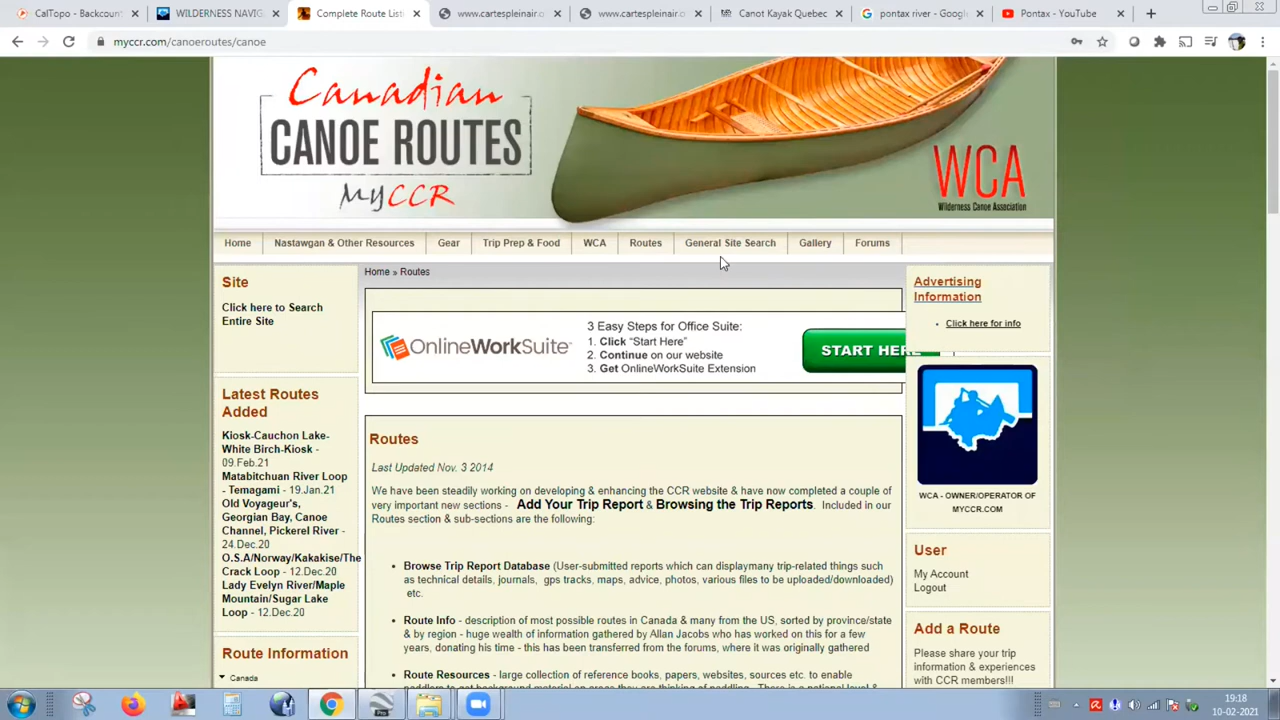 CalTopo - Backcount
WILDERNESS NAVIG
Complete Route Listi
www.cartespleinair.o
www.cartespleinair.o
Canot Kayak Quebec
pontax river - Google
Pontax - YouTube
myccr.com/canoeroutes/canoe
Canadian
CANOE ROUTES
MyCCR
WCA
Wilderness Canoe Association
Home
Nastawgan & Other Resources
Gear
Trip Prep & Food
WCA
Routes
General Site Search
Gallery
Forums
Site
Click here to Search
Entire Site
Latest Routes
Added
Kiosk-Cauchon Lake-
White Birch-Kiosk -
09.Feb.21
Matabitchuan River Loop
- Temagami - 19.Jan.21
Old Voyageur's,
Georgian Bay, Canoe
Channel, Pickerel River -
24.Dec.20
O.S.A/Norway/Kakakise/The
Crack Loop - 12.Dec.20
Lady Evelyn River/Maple
Mountain/Sugar Lake
Loop - 12.Dec.20
Route Information
Canada
Home » Routes
OnlineWorkSuite
3 Easy Steps for Office Suite:
1. Click "Start Here"
2. Continue on our website
3. Get OnlineWorkSuite Extension
START HERE
Routes
Last Updated Nov. 3 2014
We have been steadily working on developing & enhancing the CCR website & have now completed a couple of
very important new sections - Add Your Trip Report & Browsing the Trip Reports. Included in our
Routes section & sub-sections are the following:
• Browse Trip Report Database (User-submitted reports which can displaymany trip-related things such
as technical details, journals, gps tracks, maps, advice, photos, various files to be uploaded/downloaded)
etc.
• Route Info - description of most possible routes in Canada & many from the US, sorted by province/state
& by region - huge wealth of information gathered by Allan Jacobs who has worked on this for a few
years, donating his time - this has been transferred from the forums, where it was originally gathered
• Route Resources - large collection of reference books, papers, websites, sources etc. to enable
Advertising
Information
• Click here for info
WCA - OWNER/OPERATOR OF
MYCCR.COM
User
My Account
Logout
Add a Route
Please share your trip
information & experiences
with CCR members!!!
19:18
10-02-2021